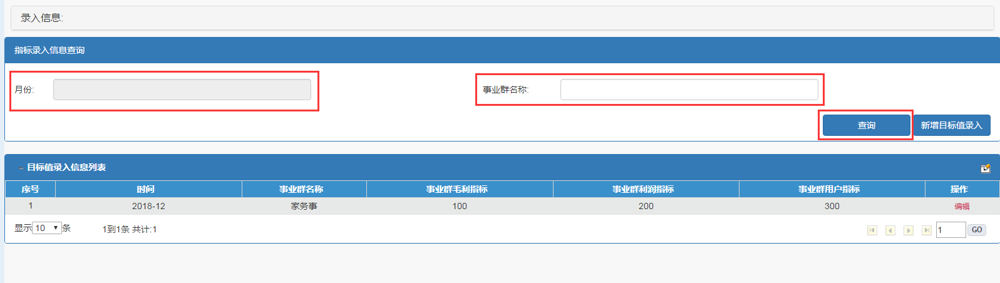 录入信息:
指标录入信息查询
月份: 事业群名称:
查询 新增目标值录入
目标值录入信息列表
序号 时间 事业群名称 事业群毛利指标 事业群利润指标 事业群用户指标 操作
1 2018-12 家务事 100 200 300 编辑
显示 10 条 1到1条 共计:1 1 GO